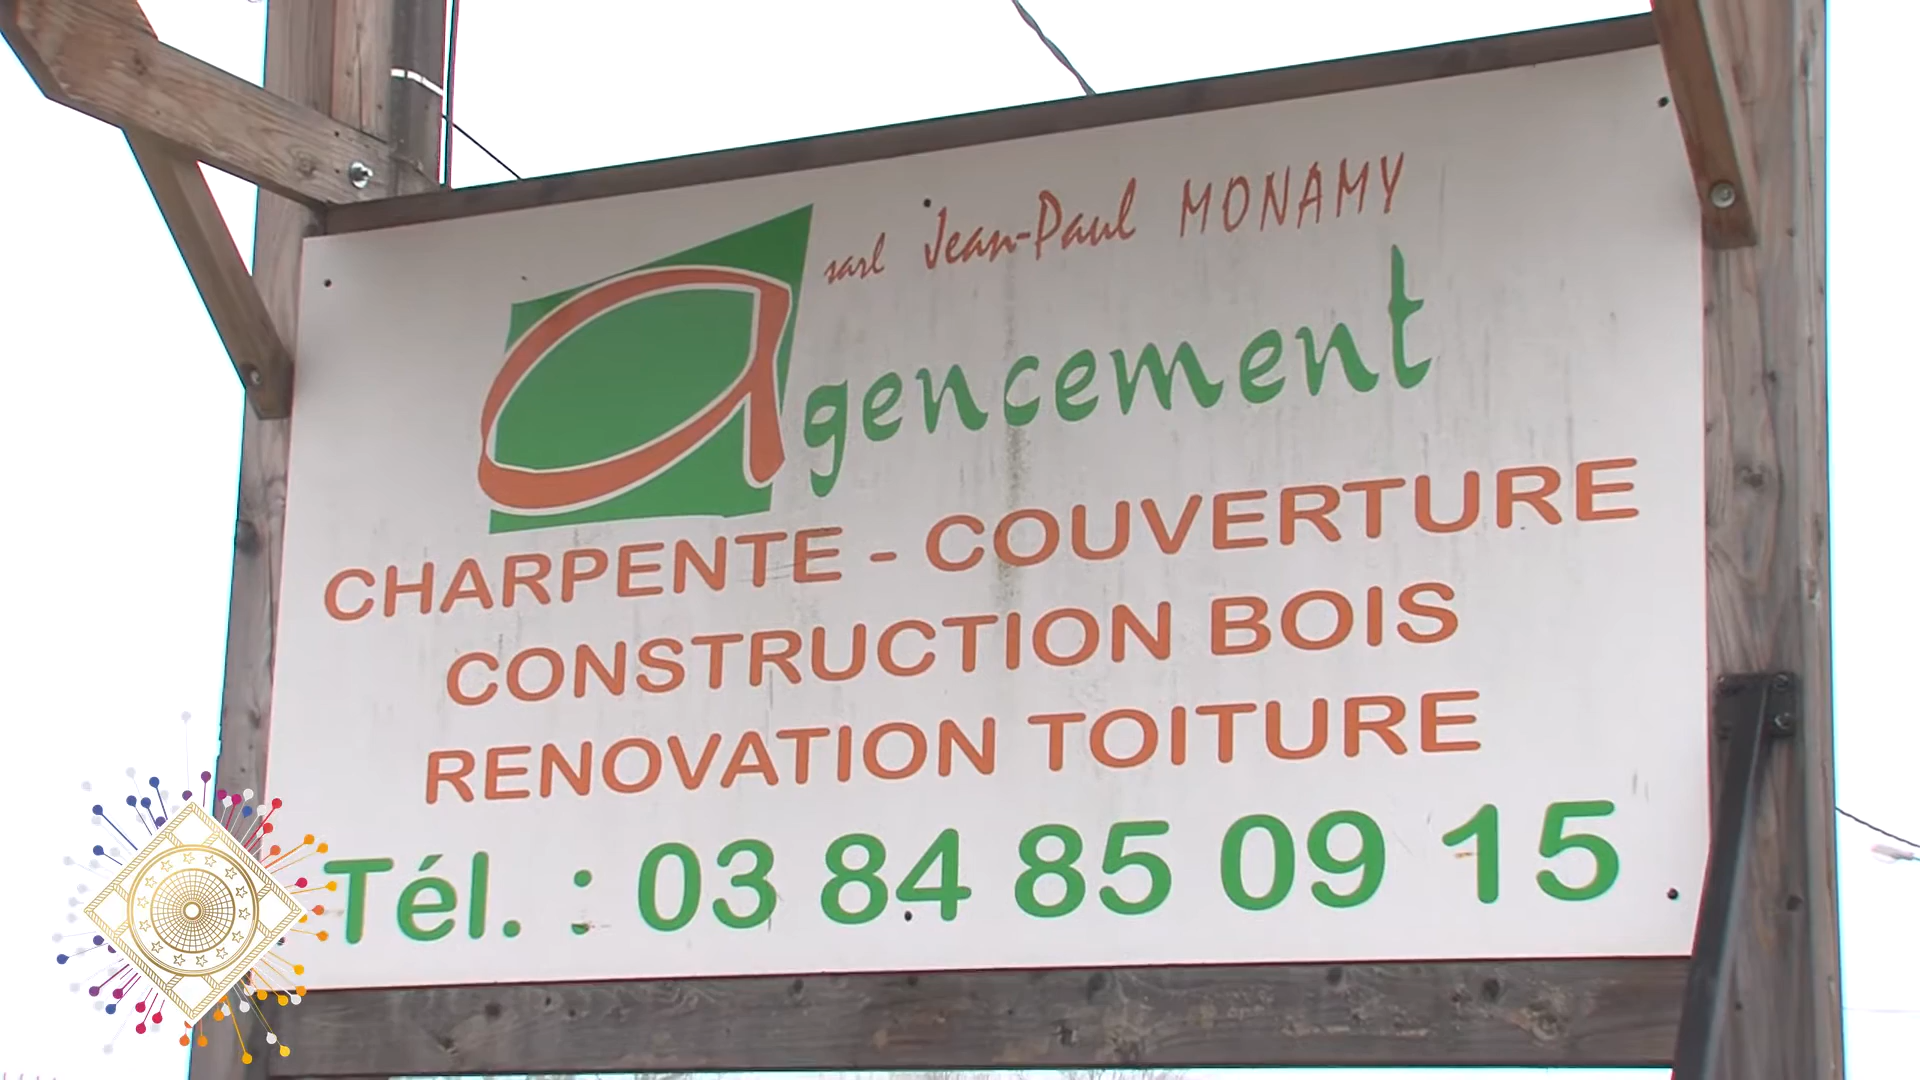 sarl Jean-Paul MONAMY
agencement
CHARPENTE - COUVERTURE
CONSTRUCTION BOIS
RENOVATION TOITURE
Tél. : 03 84 85 09 15